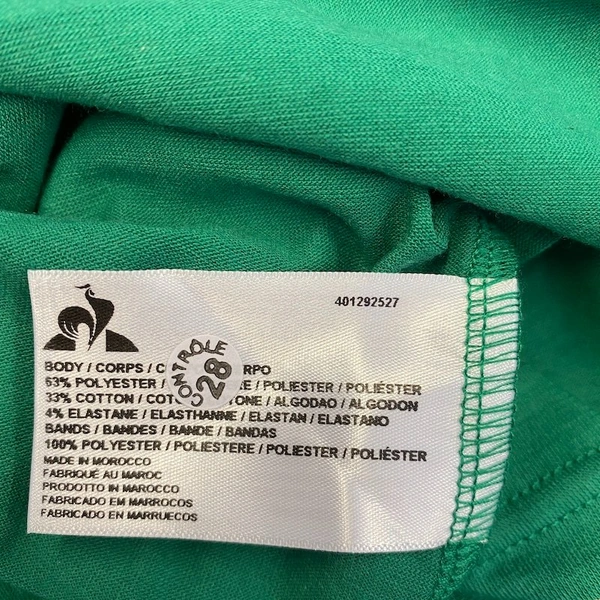 401292527
BODY / CORPS / C RPO
63% POLYESTER / RE / POLIESTER / POLIÉSTER
33% COTTON / COT TONE / ALGODAO / ALGODON
4% ELASTANE / ELASTHANNE / ELASTAN / ELASTANO
BANDS / BANDES / BANDE / BANDAS
100% POLYESTER / POLIESTERE / POLIESTER / POLIÉSTER
MADE IN MOROCCO
FABRIQUÉ AU MAROC
PRODOTTO IN MAROCCO
FABRICADO EM MARROCOS
FABRICADO EN MARRUECOS
CONTRÔLE
28